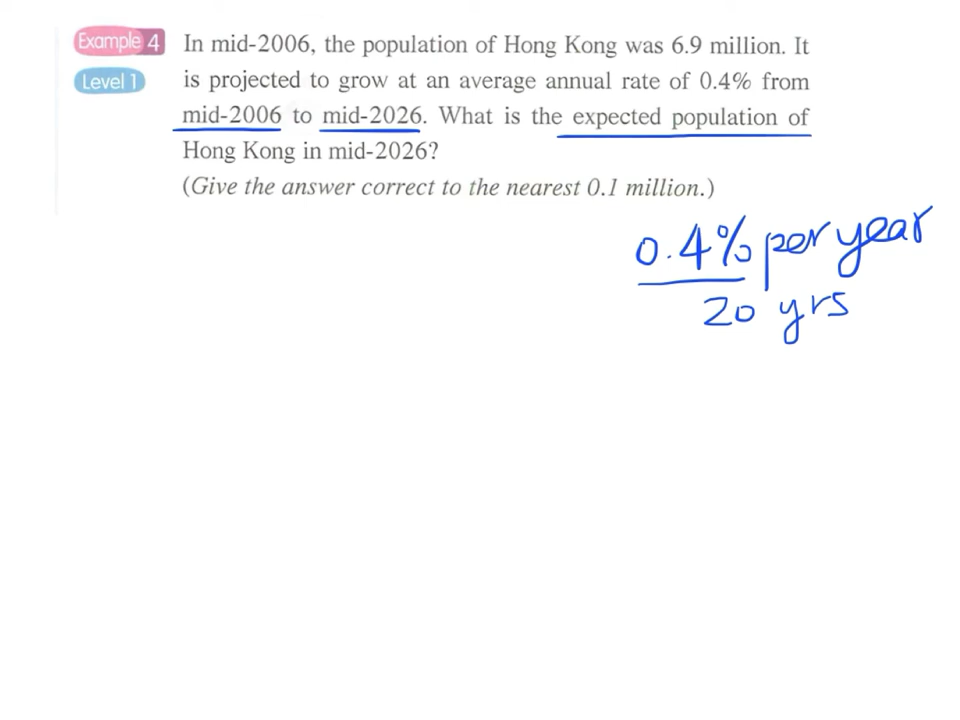 Example 4 In mid-2006, the population of Hong Kong was 6.9 million. It
Level 1 is projected to grow at an average annual rate of 0.4% from
mid-2006 to mid-2026. What is the expected population of
Hong Kong in mid-2026?
(Give the answer correct to the nearest 0.1 million.)
0.4% per year
20 yrs